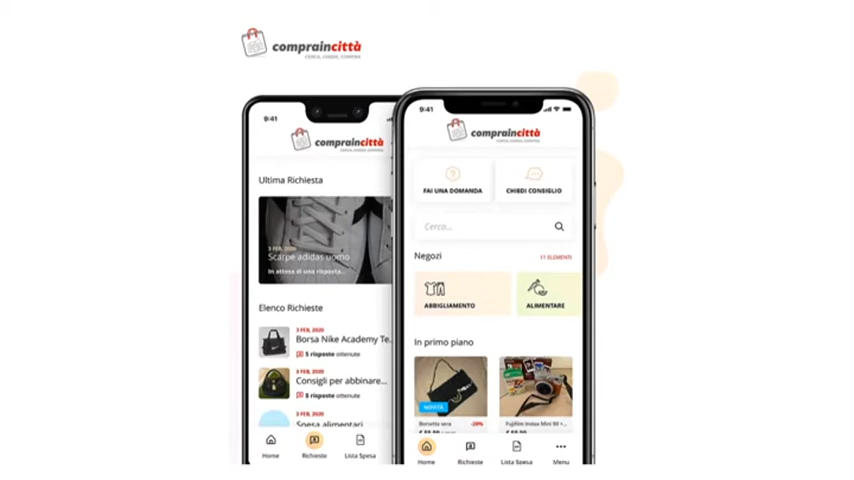 compraincittà
CERCA, CHIEDI, COMPRA
9:41
compraincittà
CERCA, CHIEDI, COMPRA
Ultima Richiesta
3 FEB, 2020
Scarpe adidas uomo
In attesa di una risposta...
Elenco Richieste
3 FEB, 2020
Borsa Nike Academy Te..
5 risposte ottenute
3 FEB, 2020
Consigli per abbinare...
8 risposte ottenute
3 FEB, 2020
Spesa alimentari
Home
Richieste
Lista Spesa
9:41
compraincittà
CERCA, CHIEDI, COMPRA
FAI UNA DOMANDA
CHIEDI CONSIGLIO
Cerca...
Negozi
11 ELEMENTI
ABBIGLIAMENTO
ALIMENTARE
In primo piano
NOVITÀ
Borsetta sera
-20%
Fujifilm Instax Mini 90
Home
Richieste
Lista Spesa
Menu